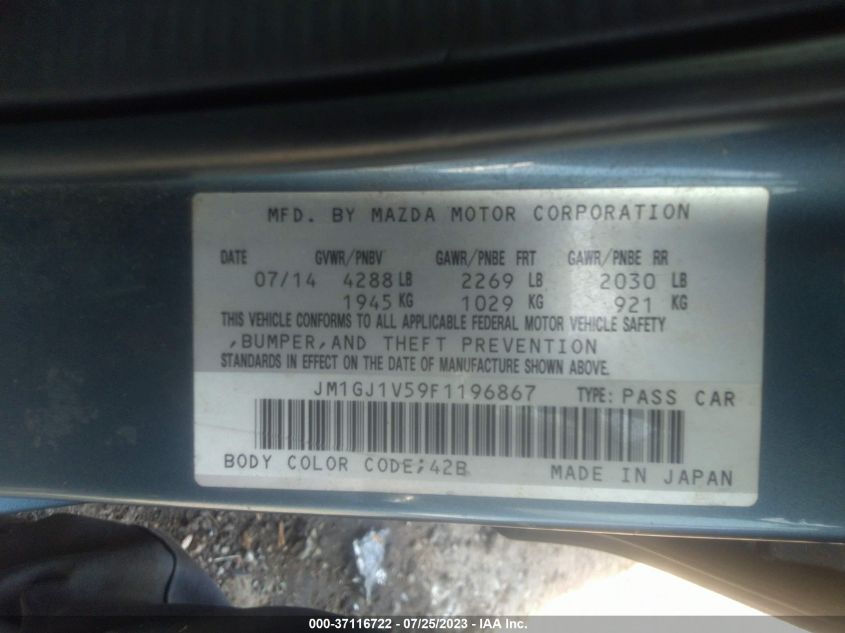 MFD. BY MAZDA MOTOR CORPORATION
DATE GVWR/PNBV GAWR/PNBE FRT GAWR/PNBE RR
07/14 4288 LB 2269 LB 2030 LB
1945 KG 1029 KG 921 KG
THIS VEHICLE CONFORMS TO ALL APPLICABLE FEDERAL MOTOR VEHICLE SAFETY
,BUMPER,AND THEFT PREVENTION
STANDARDS IN EFFECT ON THE DATE OF MANUFACTURE SHOWN ABOVE.
JM1GJ1V59F1196867 TYPE: PASS CAR
BODY COLOR CODE;42B MADE IN JAPAN
000-37116722 - 07/25/2023 - IAA Inc.